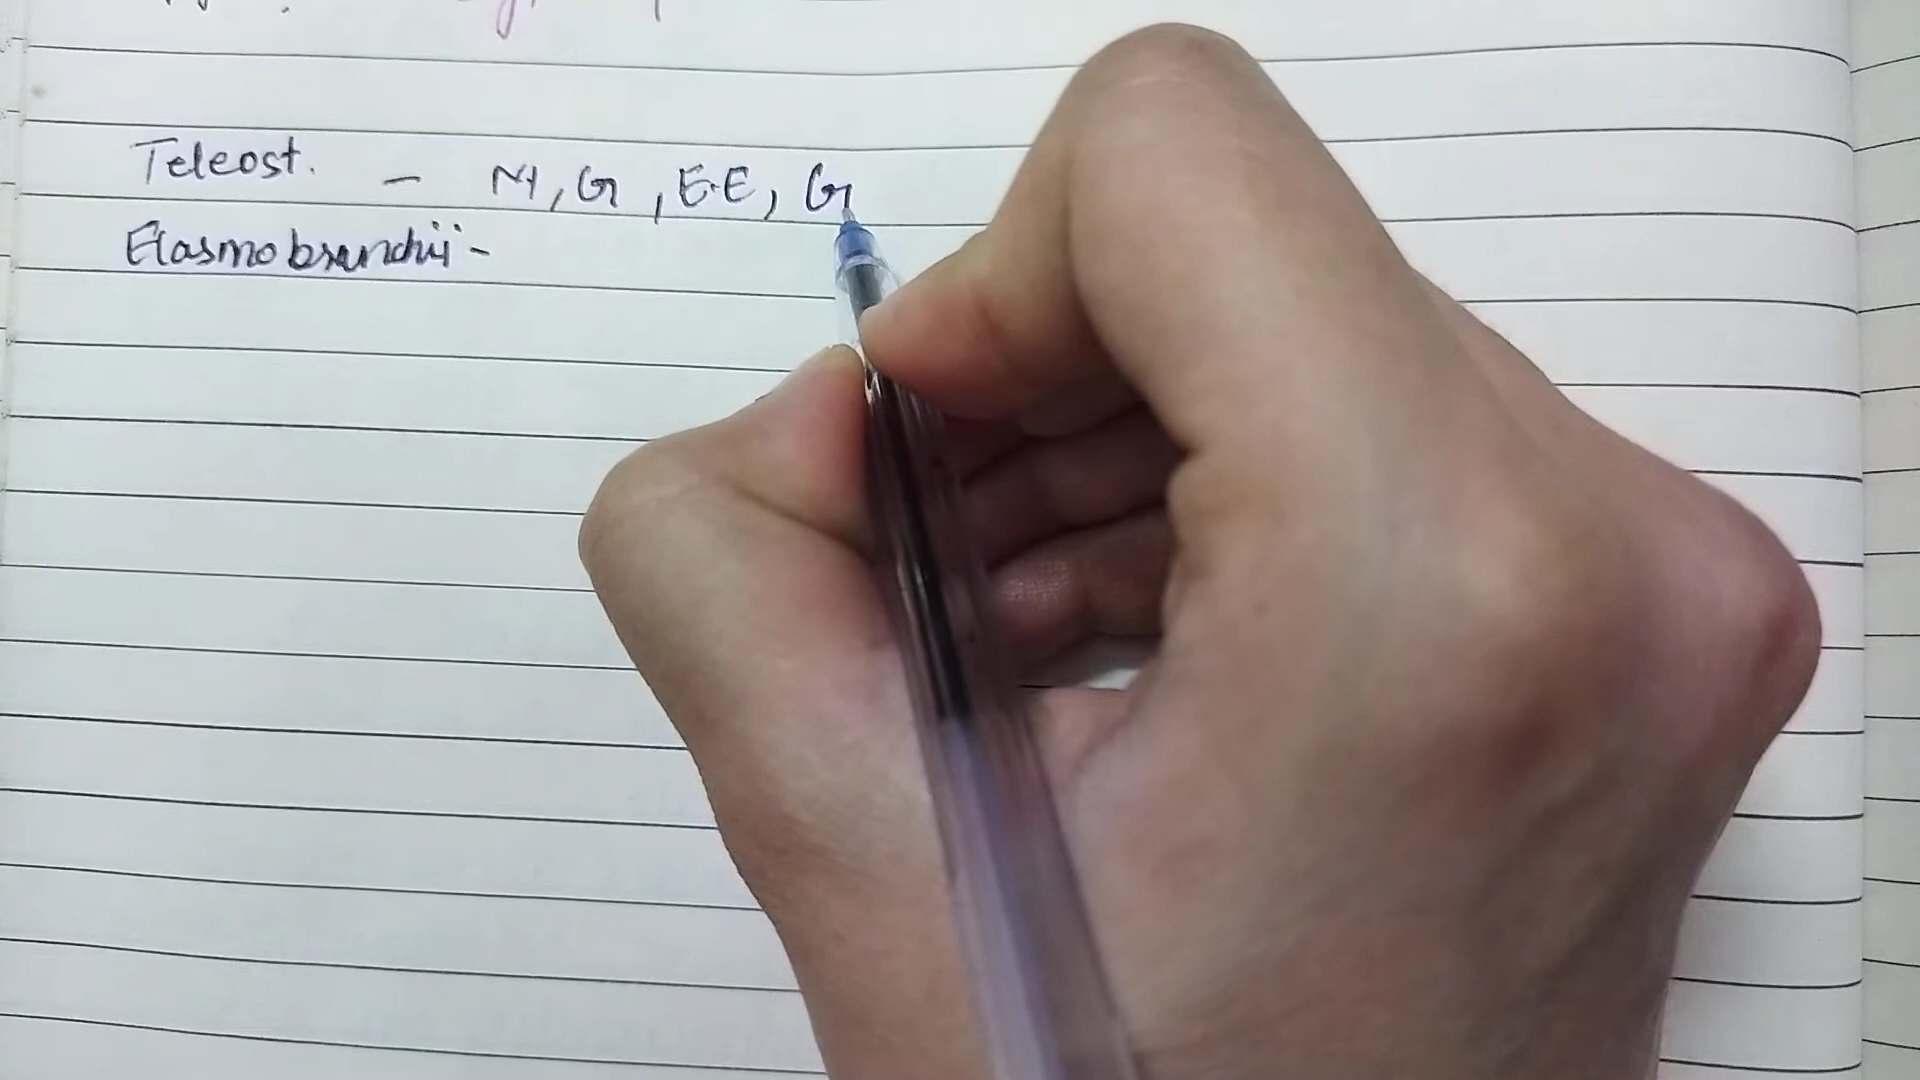 Teleost. - M, G, E.E, G
Elasmobranchii -